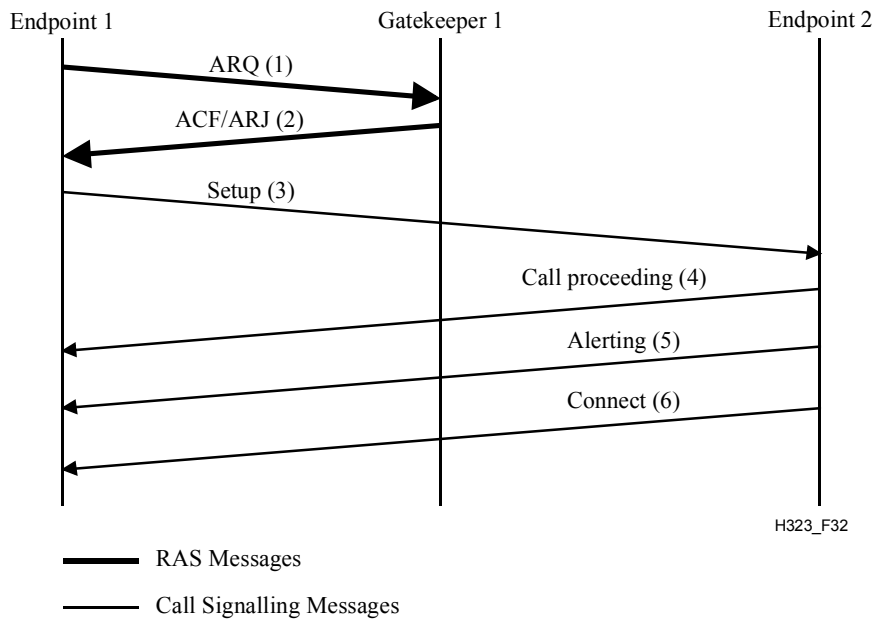 Endpoint 1
Gatekeeper 1
Endpoint 2
ARQ (1)
ACF/ARJ (2)
Setup (3)
Call proceeding (4)
Alerting (5)
Connect (6)
H323_F32
RAS Messages
Call Signalling Messages